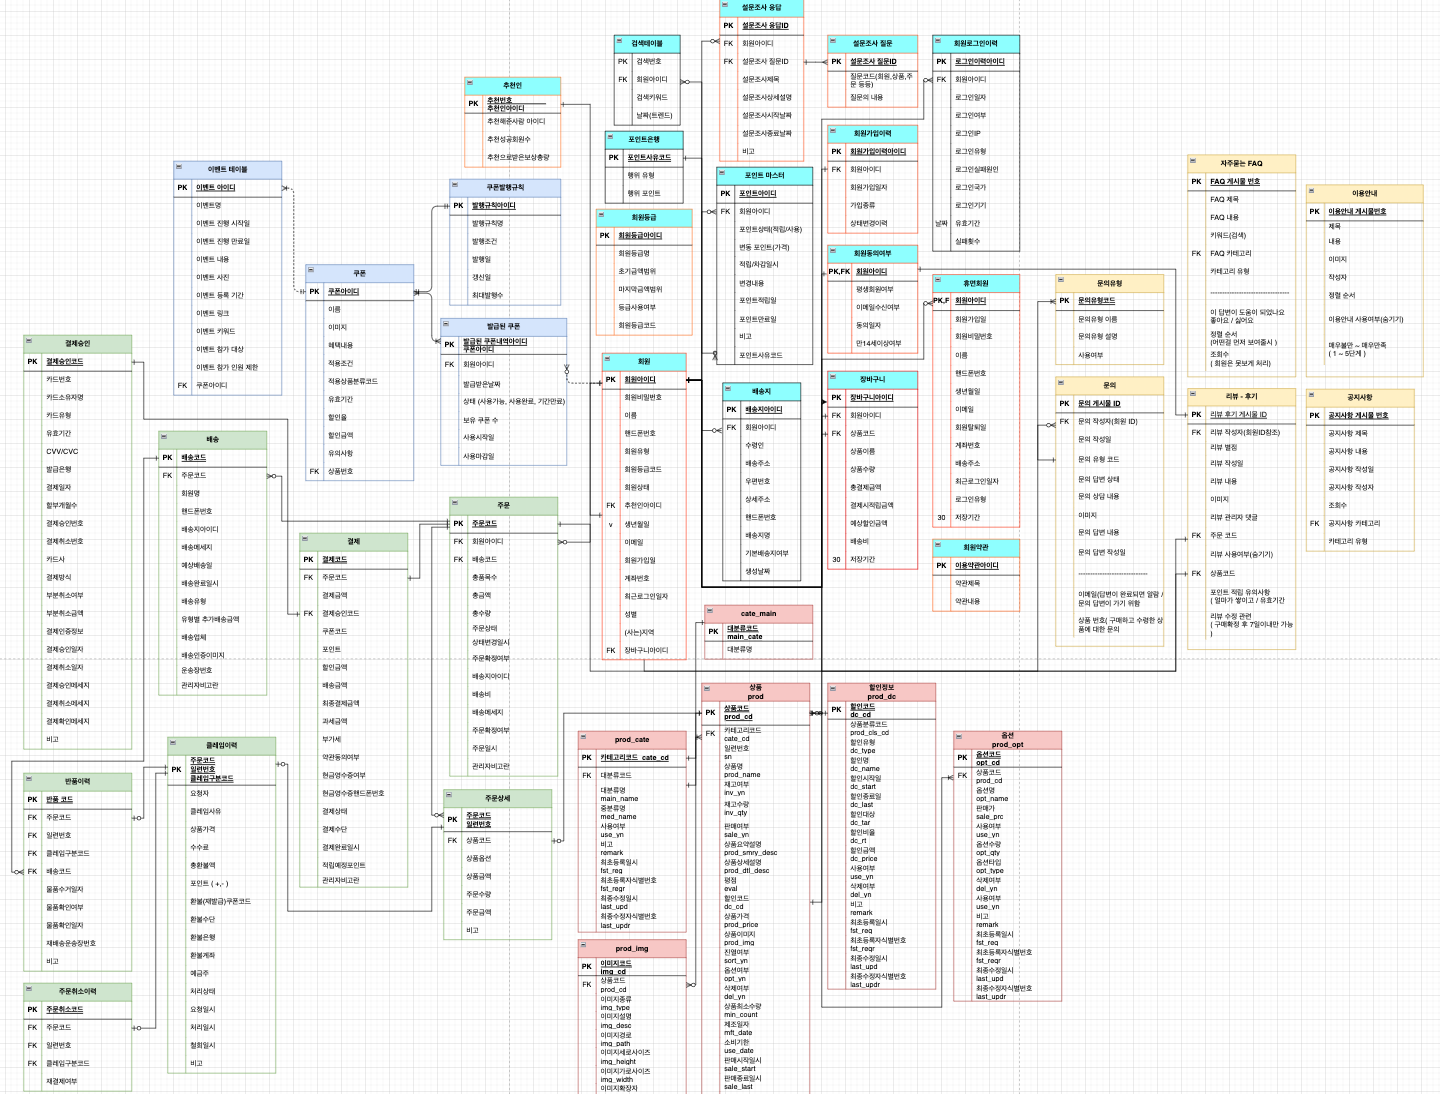 설문조사 응답
PK 설문조사 응답ID
FK 회원아이디
FK 설문조사 질문ID
설문조사제목
설문조사상세설명
설문조사시작날짜
설문조사종료날짜
비고
검색테이블
PK 검색번호
FK 회원아이디
검색키워드
날짜(트렌드)
설문조사 질문
PK 설문조사 질문ID
질문코드(회원,상품,주
문 등등)
질문의 내용
회원로그인이력
PK 로그인이력아이디
FK 회원아이디
로그인일자
로그인여부
로그인IP
로그인유형
로그인실패원인
로그인국가
로그인기기
날짜 유효기간
실패횟수
추천인
PK 추천번호
추천인아이디
추천해준사람 아이디
추천성공회원수
추천으로받은보상총량
포인트은행
PK 포인트사유코드
행위 유형
행위 포인트
회원가입이력
PK 회원가입이력아이디
FK 회원아이디
회원가입일자
가입종류
상태변경이력
이벤트 테이블
PK 이벤트 아이디
이벤트명
이벤트 진행 시작일
이벤트 진행 만료일
이벤트 내용
이벤트 사진
이벤트 등록 기간
이벤트 링크
이벤트 키워드
이벤트 참가 대상
이벤트 참가 인원 제한
FK 쿠폰아이디
쿠폰발행규칙
PK 발행규칙아이디
발행규칙명
발행조건
발행일
갱신일
최대발행수
포인트 마스터
PK 포인트아이디
FK 회원아이디
포인트상태(적립/사용)
변동 포인트(가격)
적립/차감일시
변경내용
포인트적립일
포인트만료일
비고
포인트사유코드
회원등급
PK 회원등급아이디
회원등급명
초기금액범위
마지막금액범위
등급사용여부
회원등급코드
자주묻는 FAQ
PK FAQ 게시물 번호
FAQ 제목
FAQ 내용
키워드(검색)
FK FAQ 카테고리
카테고리 유형
--------------------------------
이 답변이 도움이 되었나요
좋아요 / 싫어요
정렬 순서
(어떤걸 먼저 보여줄시 )
조회수
( 회원은 못보게 처리)
이용안내
PK 이용안내 게시물번호
제목
내용
이미지
작성자
정렬 순서
이용안내 사용여부(숨기기)
매우불만 ~ 매우만족
( 1 ~ 5단계 )
쿠폰
PK 쿠폰아이디
이름
이미지
혜택내용
적용조건
적용상품분류코드
유효기간
할인율
할인금액
유의사항
FK 상품번호
회원동의여부
PK,FK 회원아이디
평생회원여부
이메일수신여부
동의일자
만14세이상여부
휴면회원
PK,F 회원아이디
회원가입일
회원비밀번호
이름
핸드폰번호
생년월일
이메일
회원탈퇴일
계좌번호
배송주소
최근로그인일자
로그인유형
30 저장기간
문의유형
PK 문의유형코드
문의유형 이름
문의유형 설명
사용여부
발급된 쿠폰
PK 발급된 쿠폰내역아이디
쿠폰아이디
FK 회원아이디
발급받은날짜
상태 (사용가능, 사용완료, 기간만료)
보유 쿠폰 수
사용시작일
사용마감일
결제승인
PK 결제승인코드
카드번호
카드소유자명
카드유형
유효기간
CVV/CVC
발급은행
결제일자
할부개월수
결제승인번호
결제취소번호
카드사
결제방식
부분취소여부
부분취소금액
결제인증정보
결제승인일자
결제취소일자
결제승인메세지
결제취소메세지
결제확인메세지
비고
회원
PK 회원아이디
회원비밀번호
이름
핸드폰번호
회원유형
회원등급코드
회원상태
FK 추천인아이디
v 생년월일
이메일
회원가입일
계좌번호
최근로그인일자
성별
(사는)지역
FK 장바구니아이디
배송지
PK 배송지아이디
FK 회원아이디
수령인
배송주소
우편번호
상세주소
핸드폰번호
배송지명
기본배송지여부
생성날짜
장바구니
PK 장바구니아이디
FK 회원아이디
FK 상품코드
상품이름
상품수량
총결제금액
결제시적립금액
예상할인금액
배송비
30 저장기간
문의
PK 문의 게시물 ID
FK 문의 작성자(회원 ID)
문의 작성일
FK 문의 유형 코드
문의 답변 상태
문의 상담 내용
이미지
문의 답변 내용
문의 답변 작성일
----------------------------
이메일(답변이 완료되면 알람 /
문의 답변이 가기 위함
상품 번호( 구매하고 수령한 상
품에 대한 문의
리뷰 - 후기
PK 리뷰 후기 게시물 ID
FK 리뷰 작성자(회원ID참조)
리뷰 별점
리뷰 작성일
리뷰 내용
이미지
리뷰 관리자 댓글
FK 주문 코드
리뷰 사용여부(숨기기)
FK 상품코드
포인트 적립 유의사항
( 얼마가 쌓이고 / 유효기간
리뷰 수정 관련
( 구매확정 후 7일이내만 가능
)
공지사항
PK 공지사항 게시물 번호
공지사항 제목
공지사항 내용
공지사항 작성일
공지사항 작성자
조회수
FK 공지사항 카테고리
카테고리 유형
배송
PK 배송코드
FK 주문코드
회원명
핸드폰번호
배송지아이디
배송메세지
예상배송일
배송완료일시
배송유형
유형별 추가배송금액
배송업체
배송인증이미지
운송장번호
관리자비고란
주문
PK 주문코드
FK 회원아이디
FK 배송코드
총품목수
총금액
총수량
주문상태
상태변경일시
주문확정여부
배송지아이디
배송비
배송메세지
주문확정여부
주문일시
관리자비고란
결제
PK 결제코드
FK 주문코드
결제금액
FK 결제승인코드
쿠폰코드
포인트
할인금액
배송금액
최종결제금액
과세금액
부가세
약관동의여부
현금영수증여부
현금영수증핸드폰번호
결제상태
결제수단
결제완료일시
적립예정포인트
관리자비고란
회원약관
PK 이용약관아이디
약관제목
약관내용
cate_main
PK 대분류코드
main_cate
대분류명
상품
prod
PK 상품코드
prod_cd
FK 카테고리코드
cate_cd
일련번호
sn
상품명
prod_name
재고여부
inv_yn
재고수량
inv_qty
판매여부
sale_yn
상품요약설명
prod_smry_desc
상품상세설명
prod_dtl_desc
평점
eval
할인코드
dc_cd
상품가격
prod_price
상품이미지
prod_img
진열여부
sort_yn
옵션여부
opt_yn
삭제여부
del_yn
상품최소수량
min_count
제조일자
mft_date
소비기한
use_date
판매시작일시
sale_start
판매종료일시
sale_last
할인정보
prod_dc
PK 할인코드
dc_cd
상품분류코드
prod_cls_cd
할인유형
dc_type
할인명
dc_name
할인시작일
dc_start
할인종료일
dc_last
할인대상
dc_tar
할인비율
dc_rt
할인금액
dc_price
사용여부
use_yn
삭제여부
del_yn
비고
remark
최초등록일시
fst_reg
최초등록자식별번호
fst_regr
최종수정일시
last_upd
최종수정자식별번호
last_updr
옵션
prod_opt
PK 옵션코드
opt_cd
FK 상품코드
prod_cd
옵션명
opt_name
판매가
sale_prc
사용여부
use_yn
옵션수량
opt_qty
옵션타입
opt_type
삭제여부
del_yn
사용여부
use_yn
비고
remark
최초등록일시
fst_reg
최초등록자식별번호
fst_regr
최종수정일시
last_upd
최종수정자식별번호
last_updr
prod_cate
PK 카테고리코드 cate_cd
FK 대분류코드
대분류명
main_name
중분류명
med_name
사용여부
use_yn
비고
remark
최초등록일시
fst_reg
최초등록자식별번호
fst_regr
최종수정일시
last_upd
최종수정자식별번호
last_updr
클레임이력
PK 주문코드
일련번호
클레임구분코드
요청자
클레임사유
상품가격
수수료
총환불액
포인트 ( +,- )
환불(재발급)쿠폰코드
환불수단
환불은행
환불계좌
예금주
처리상태
요청일시
처리일시
철회일시
비고
반품이력
PK 반품 코드
FK 주문코드
일련번호
FK 클레임구분코드
FK 배송코드
물품수거일자
물품확인여부
물품확인일자
재배송운송장번호
비고
주문상세
PK 주문코드
일련번호
FK 상품코드
상품옵션
상품금액
주문수량
주문금액
비고
prod_img
PK 이미지코드
img_cd
FK 상품코드
prod_cd
이미지종류
img_type
이미지설명
img_desc
이미지경로
img_path
이미지세로사이즈
img_height
이미지가로사이즈
img_width
이미지확장자
주문취소이력
PK 주문취소코드
FK 주문코드
FK 일련번호
FK 클레임구분코드
재결제여부